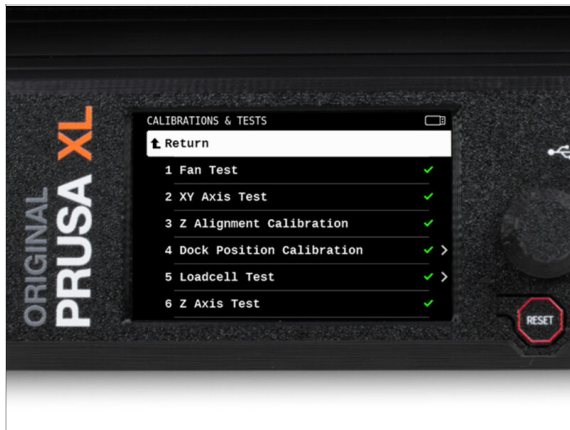 ORIGINAL
PRUSA XL
CALIBRATIONS & TESTS
Return
1 Fan Test
2 XY Axis Test
3 Z Alignment Calibration
4 Dock Position Calibration
5 Loadcell Test
6 Z Axis Test
RESET